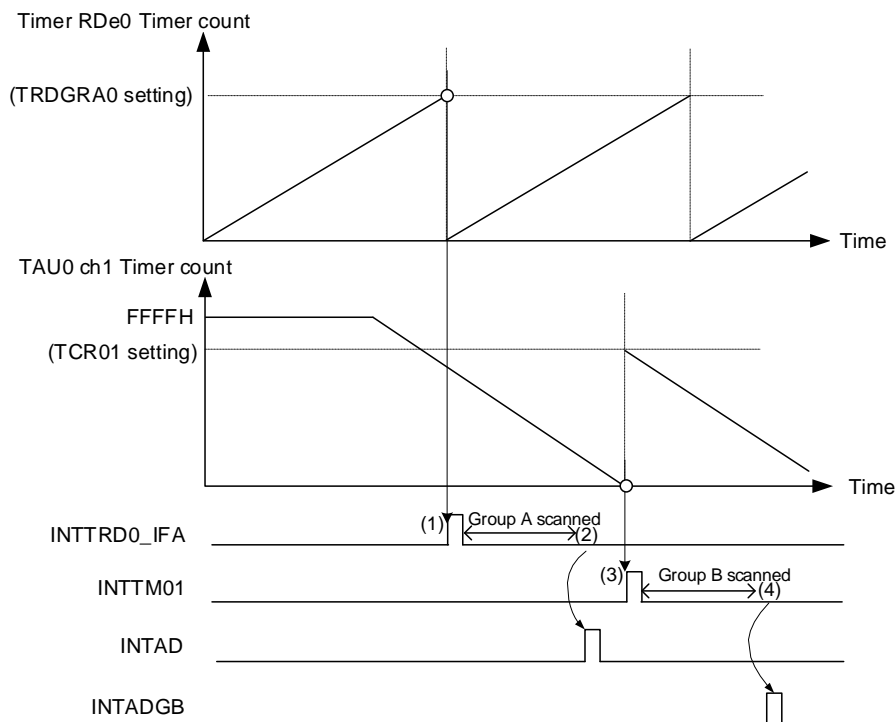 Timer RDe0 Timer count
(TRDGRA0 setting)
Time
TAU0 ch1 Timer count
FFFFH
(TCR01 setting)
Time
INTTRD0_IFA
(1)
Group A scanned
(2)
INTTM01
(3)
Group B scanned
(4)
INTAD
INTADGB